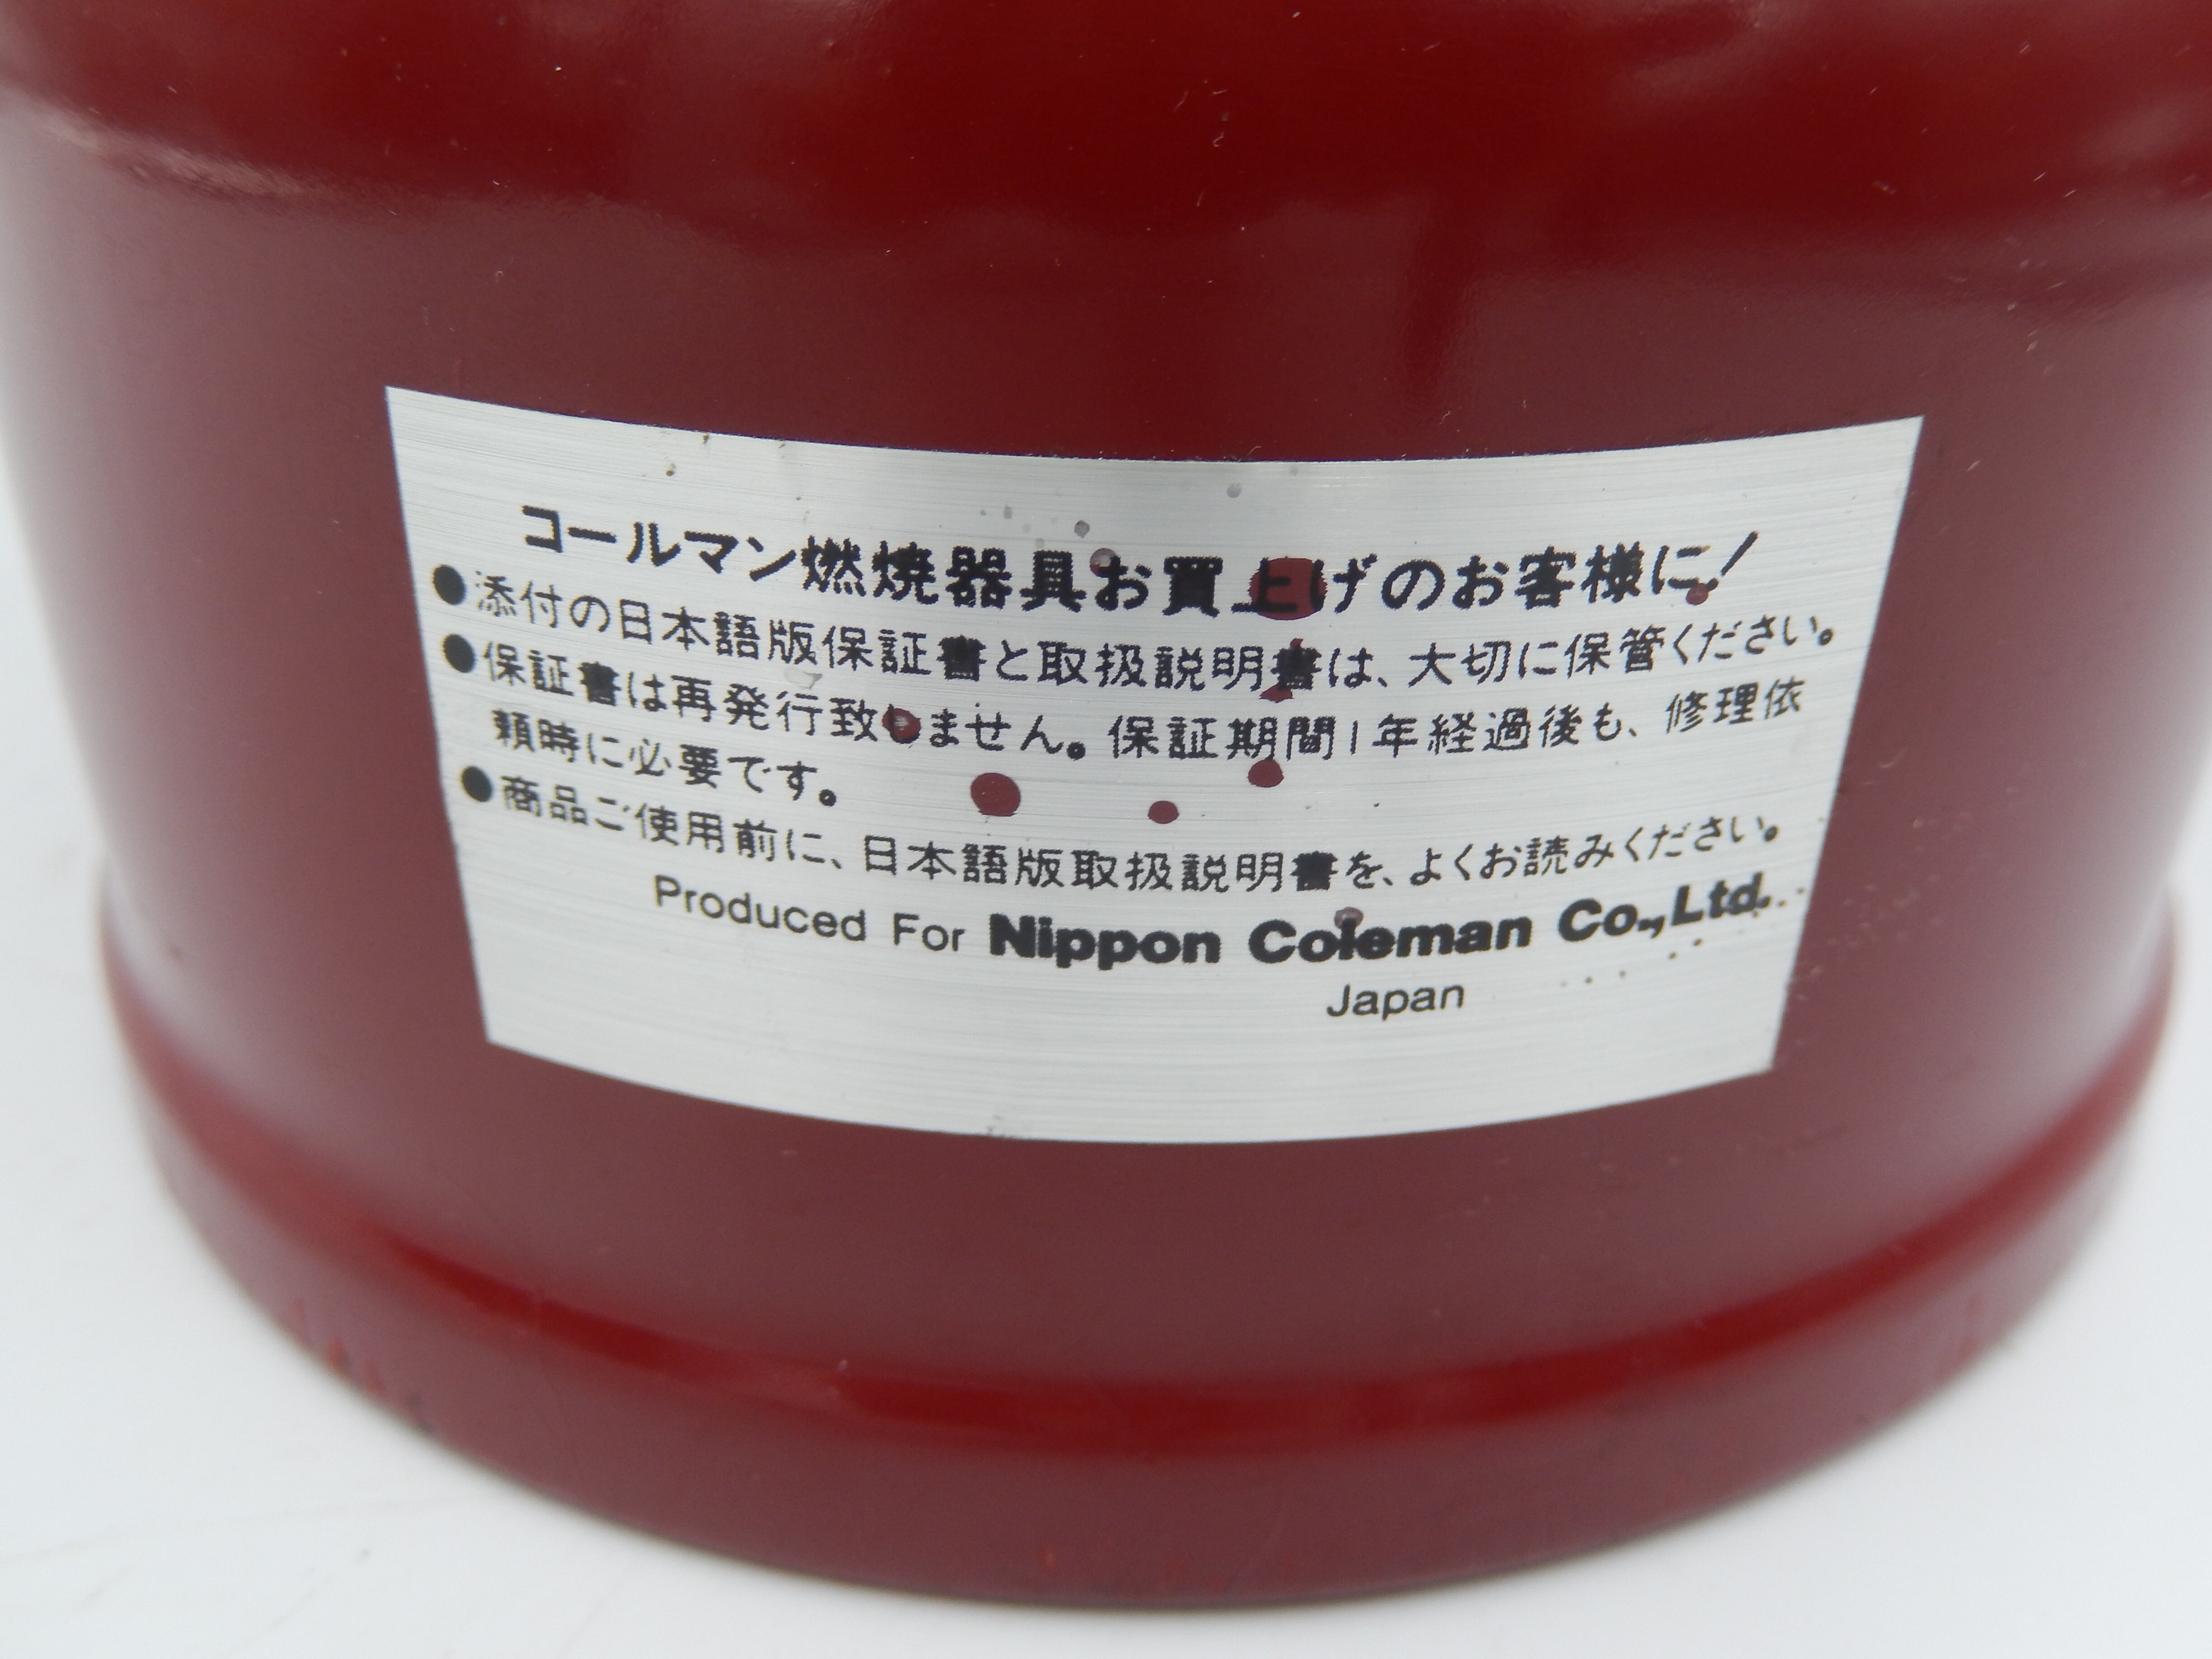 コールマン燃焼器具お買上げのお客様に!
●添付の日本語版保証書と取扱説明書は、大切に保管ください。
●保証書は再発行致しません。保証期間1年経過後も、修理依
頼時に必要です。
●商品ご使用前に、日本語版取扱説明書を、よくお読みください。
Produced For Nippon Coleman Co.,Ltd.
Japan